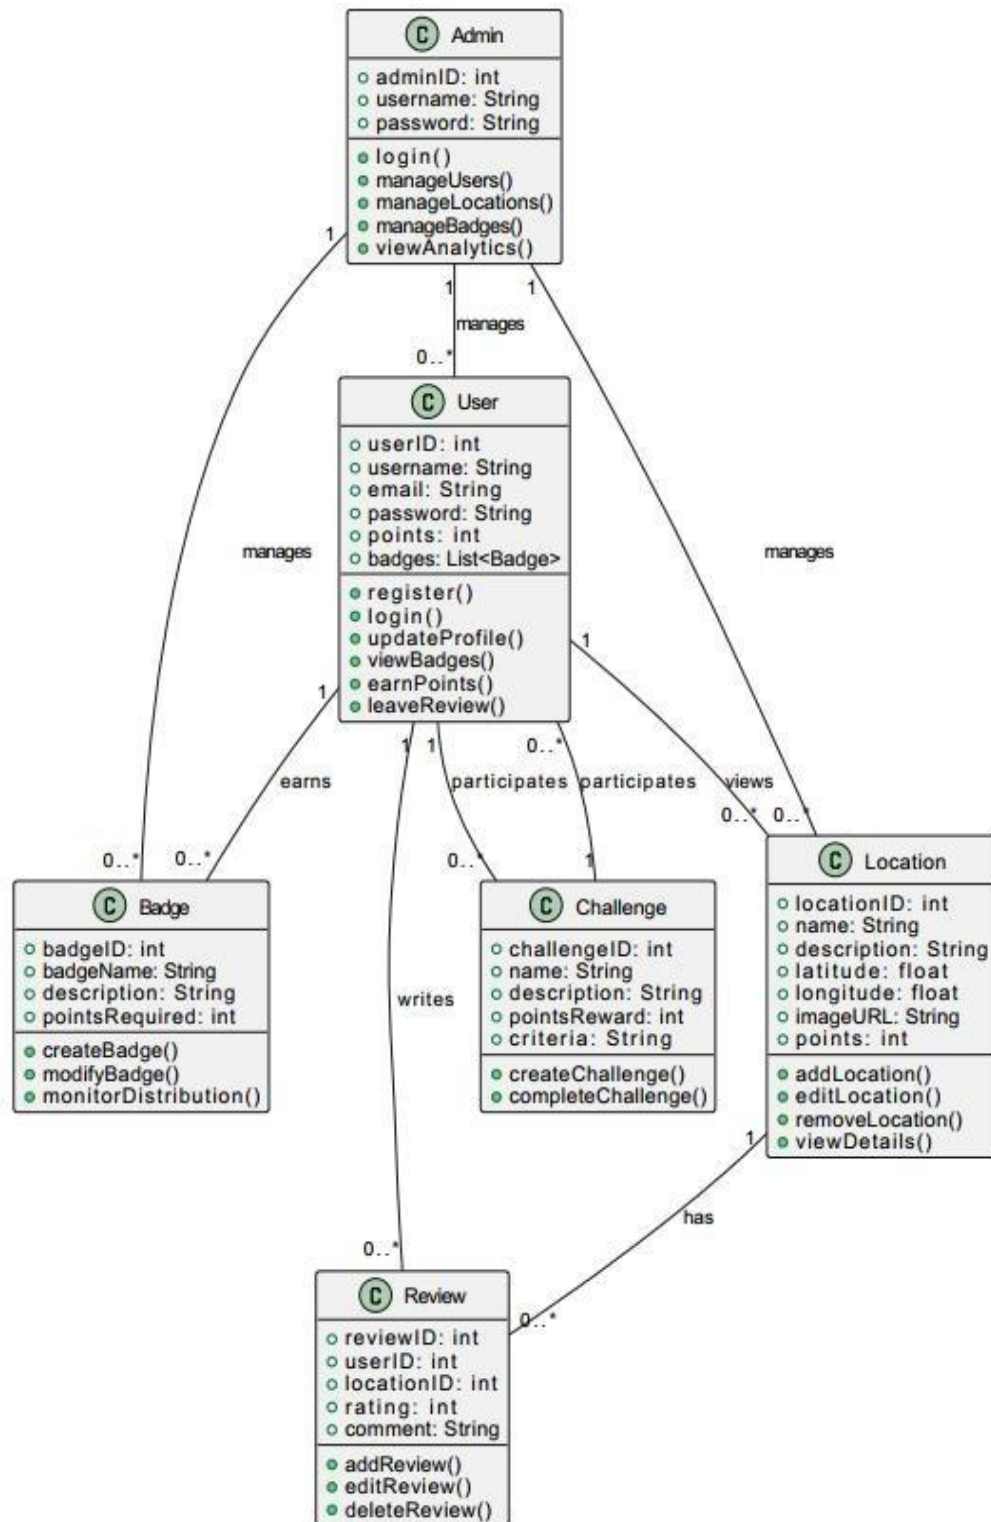 C Admin
adminID: int
username: String
password: String
login()
manageUsers()
manageLocations()
manageBadges()
viewAnalytics()
1
1
1
manages
0..*
C User
userID: int
username: String
email: String
password: String
points: int
badges: List<Badge>
register()
login()
updateProfile()
viewBadges()
earnPoints()
leaveReview()
manages
manages
1
1
1
1
0..*
earns
participates
participates
views
0..*
0..*
0..*
0..*
0..*
1
C Badge
badgeID: int
badgeName: String
description: String
pointsRequired: int
createBadge()
modifyBadge()
monitorDistribution()
writes
C Challenge
challengeID: int
name: String
description: String
pointsReward: int
criteria: String
createChallenge()
completeChallenge()
C Location
locationID: int
name: String
description: String
latitude: float
longitude: float
imageURL: String
points: int
addLocation()
editLocation()
removeLocation()
viewDetails()
1
has
0..*
0..*
C Review
reviewID: int
userID: int
locationID: int
rating: int
comment: String
addReview()
editReview()
deleteReview()